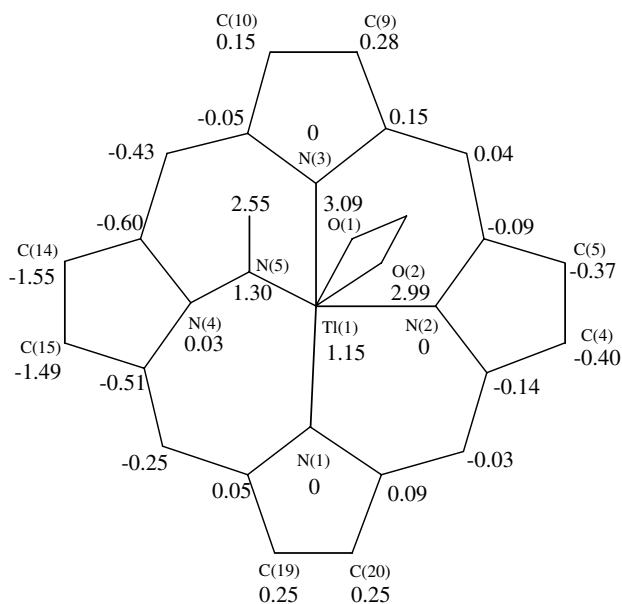 C(10)
C(9)
0.15
0.28
-0.05
0
0.15
-0.43
N(3)
0.04
2.55
3.09
-0.60
O(1)
-0.09
C(14)
N(5)
O(2)
C(5)
-1.55
1.30
2.99
-0.37
N(4)
Tl(1)
N(2)
C(15)
0.03
1.15
0
C(4)
-1.49
-0.51
-0.14
-0.40
-0.25
N(1)
-0.03
0.05
0
0.09
C(19)
C(20)
0.25
0.25